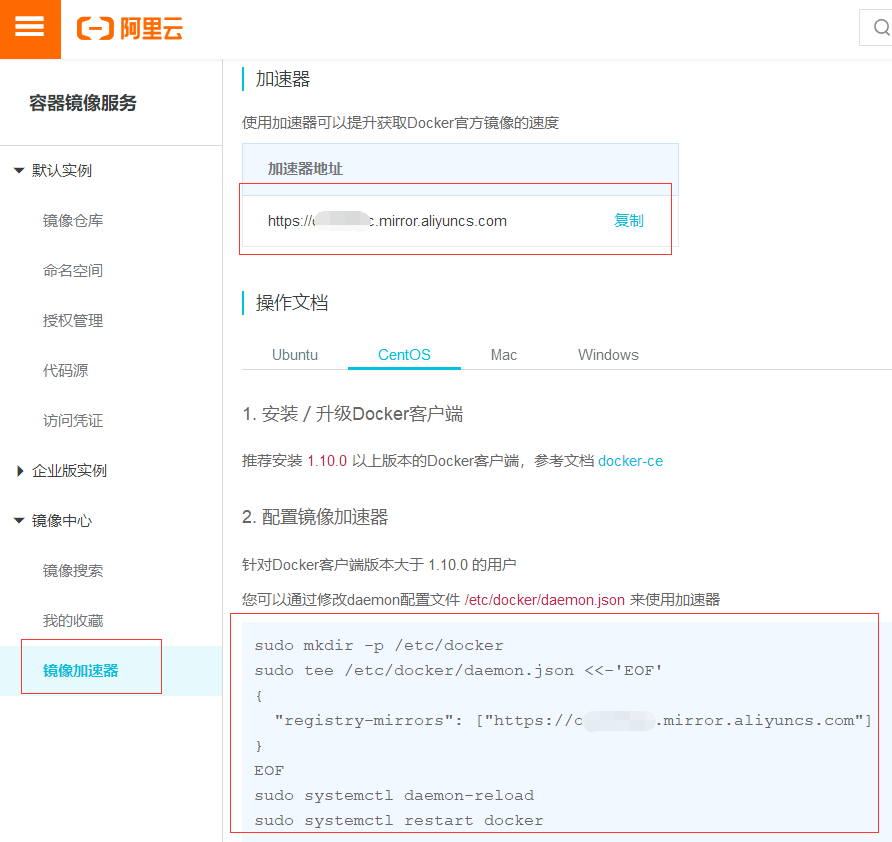 阿里云
容器镜像服务
默认实例
镜像仓库
命名空间
授权管理
代码源
访问凭证
企业版实例
镜像中心
镜像搜索
我的收藏
镜像加速器
加速器
使用加速器可以提升获取Docker官方镜像的速度
加速器地址
https://c.mirror.aliyuncs.com 复制
操作文档
Ubuntu CentOS Mac Windows
1. 安装 / 升级Docker客户端
推荐安装 1.10.0 以上版本的Docker客户端，参考文档 docker-ce
2. 配置镜像加速器
针对Docker客户端版本大于 1.10.0 的用户
您可以通过修改daemon配置文件 /etc/docker/daemon.json 来使用加速器
sudo mkdir -p /etc/docker
sudo tee /etc/docker/daemon.json <<-'EOF'
{
"registry-mirrors": ["https://c.mirror.aliyuncs.com"]
}
EOF
sudo systemctl daemon-reload
sudo systemctl restart docker